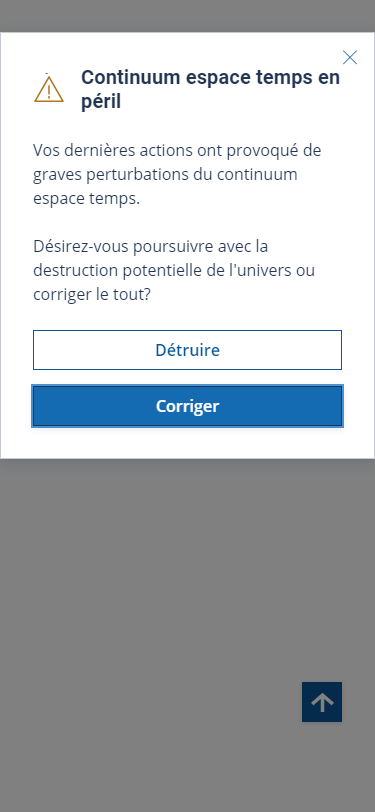 Continuum espace temps en
péril
Vos dernières actions ont provoqué de
graves perturbations du continuum
espace temps.
Désirez-vous poursuivre avec la
destruction potentielle de l'univers ou
corriger le tout?
Détruire
Corriger